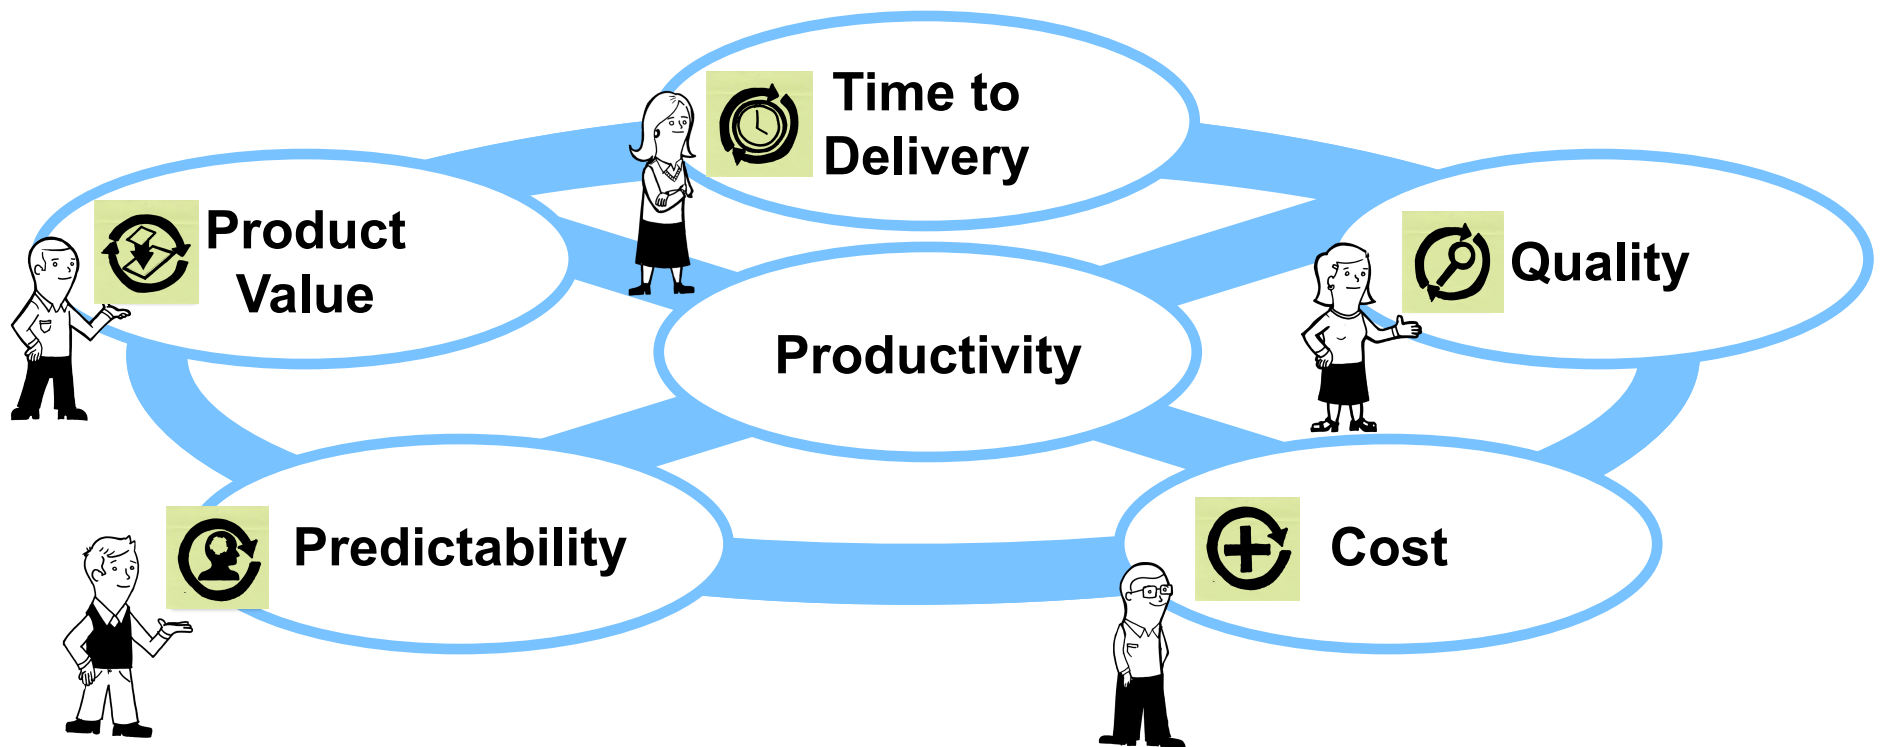 Time to
Delivery
Product
Value
Quality
Productivity
Predictability
Cost